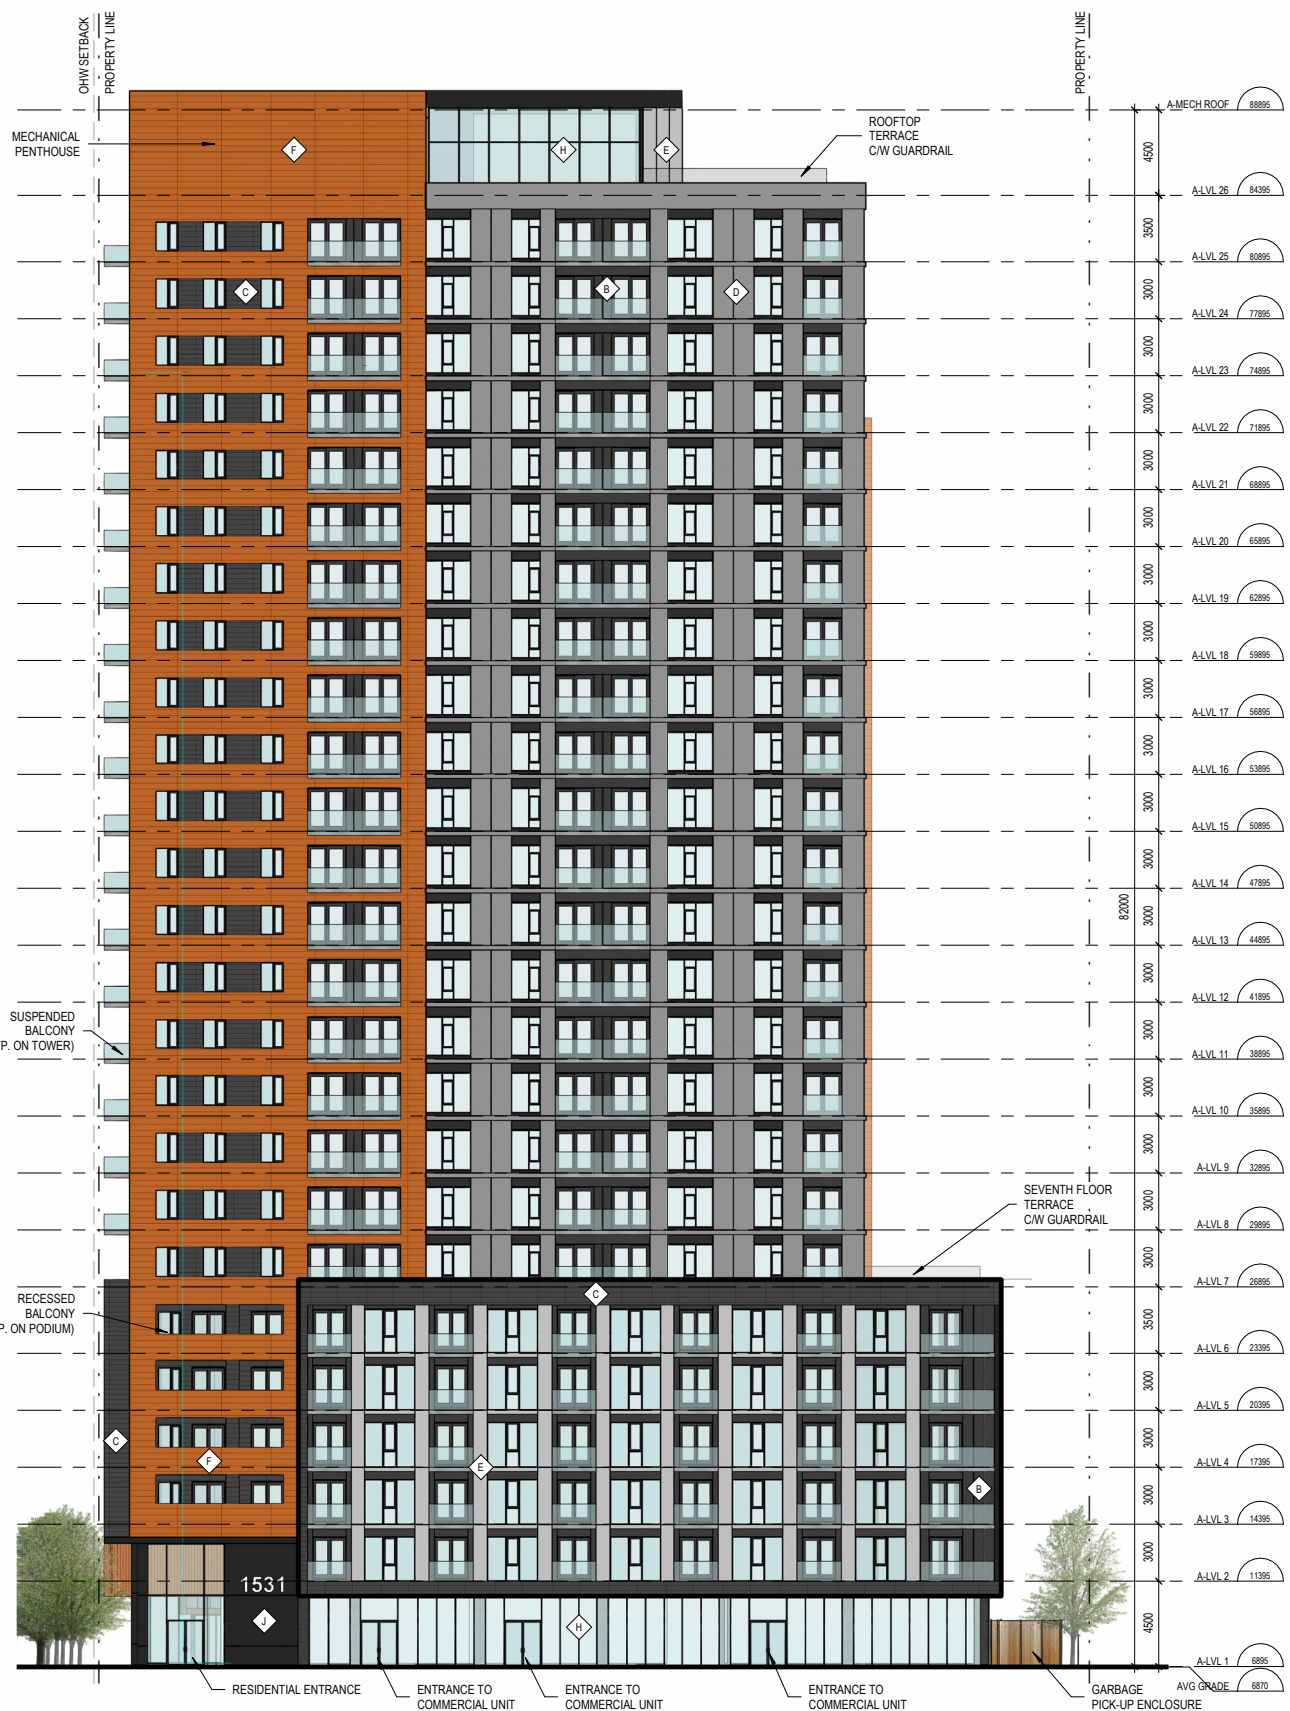 OHW SETBACK
PROPERTY LINE
PROPERTY LINE
MECHANICAL
PENTHOUSE
F
H
E
ROOFTOP
TERRACE
C/W GUARDRAIL
A-MECH ROOF 88895
4500
A-LVL 26 84395
3500
A-LVL 25 80895
C
B
D
3000
A-LVL 24 77895
3000
A-LVL 23 74895
3000
A-LVL 22 71895
3000
A-LVL 21 68895
3000
A-LVL 20 65895
3000
A-LVL 19 62895
3000
A-LVL 18 59895
3000
A-LVL 17 56895
3000
A-LVL 16 53895
3000
A-LVL 15 50895
3000
A-LVL 14 47895
82000
3000
A-LVL 13 44895
3000
A-LVL 12 41895
SUSPENDED
BALCONY
P. ON TOWER)
3000
A-LVL 11 38895
3000
A-LVL 10 35895
3000
A-LVL 9 32895
SEVENTH FLOOR
TERRACE
C/W GUARDRAIL
3000
A-LVL 8 29895
3000
A-LVL 7 26895
RECESSED
BALCONY
P. ON PODIUM)
C
3500
A-LVL 6 23395
3000
A-LVL 5 20395
C
F
E
B
3000
A-LVL 4 17395
3000
A-LVL 3 14395
3000
A-LVL 2 11395
1531
J
H
4500
A-LVL 1 6895
AVG GRADE 6870
RESIDENTIAL ENTRANCE
ENTRANCE TO
COMMERCIAL UNIT
ENTRANCE TO
COMMERCIAL UNIT
ENTRANCE TO
COMMERCIAL UNIT
GARBAGE
PICK-UP ENCLOSURE